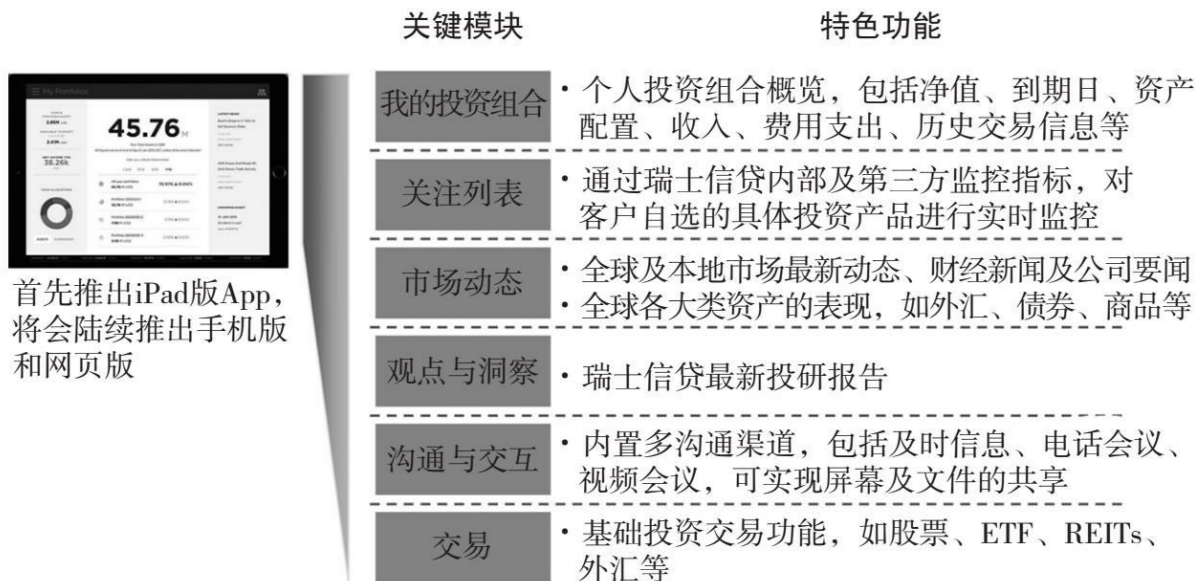 关键模块
特色功能
My Portfolios
45.76
38.26k
首先推出iPad版App，
将会陆续推出手机版
和网页版
我的投资组合
·个人投资组合概览，包括净值、到期日、资产
配置、收入、费用支出、历史交易信息等
关注列表
·通过瑞士信贷内部及第三方监控指标，对
客户自选的具体投资产品进行实时监控
市场动态
·全球及本地市场最新动态、财经新闻及公司要闻
·全球各大类资产的表现，如外汇、债券、商品等
观点与洞察
·瑞士信贷最新投研报告
沟通与交互
·内置多沟通渠道，包括及时信息、电话会议、
视频会议，可实现屏幕及文件的共享
交易
·基础投资交易功能，如股票、ETF、REITs、
外汇等